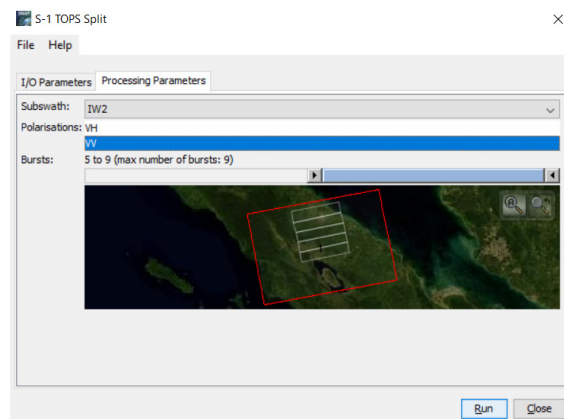 S-1 TOPS Split
File Help
I/O Parameters Processing Parameters
Subswath: IW2
Polarisations: VH
VV
Bursts: 5 to 9 (max number of bursts: 9)
Run Close